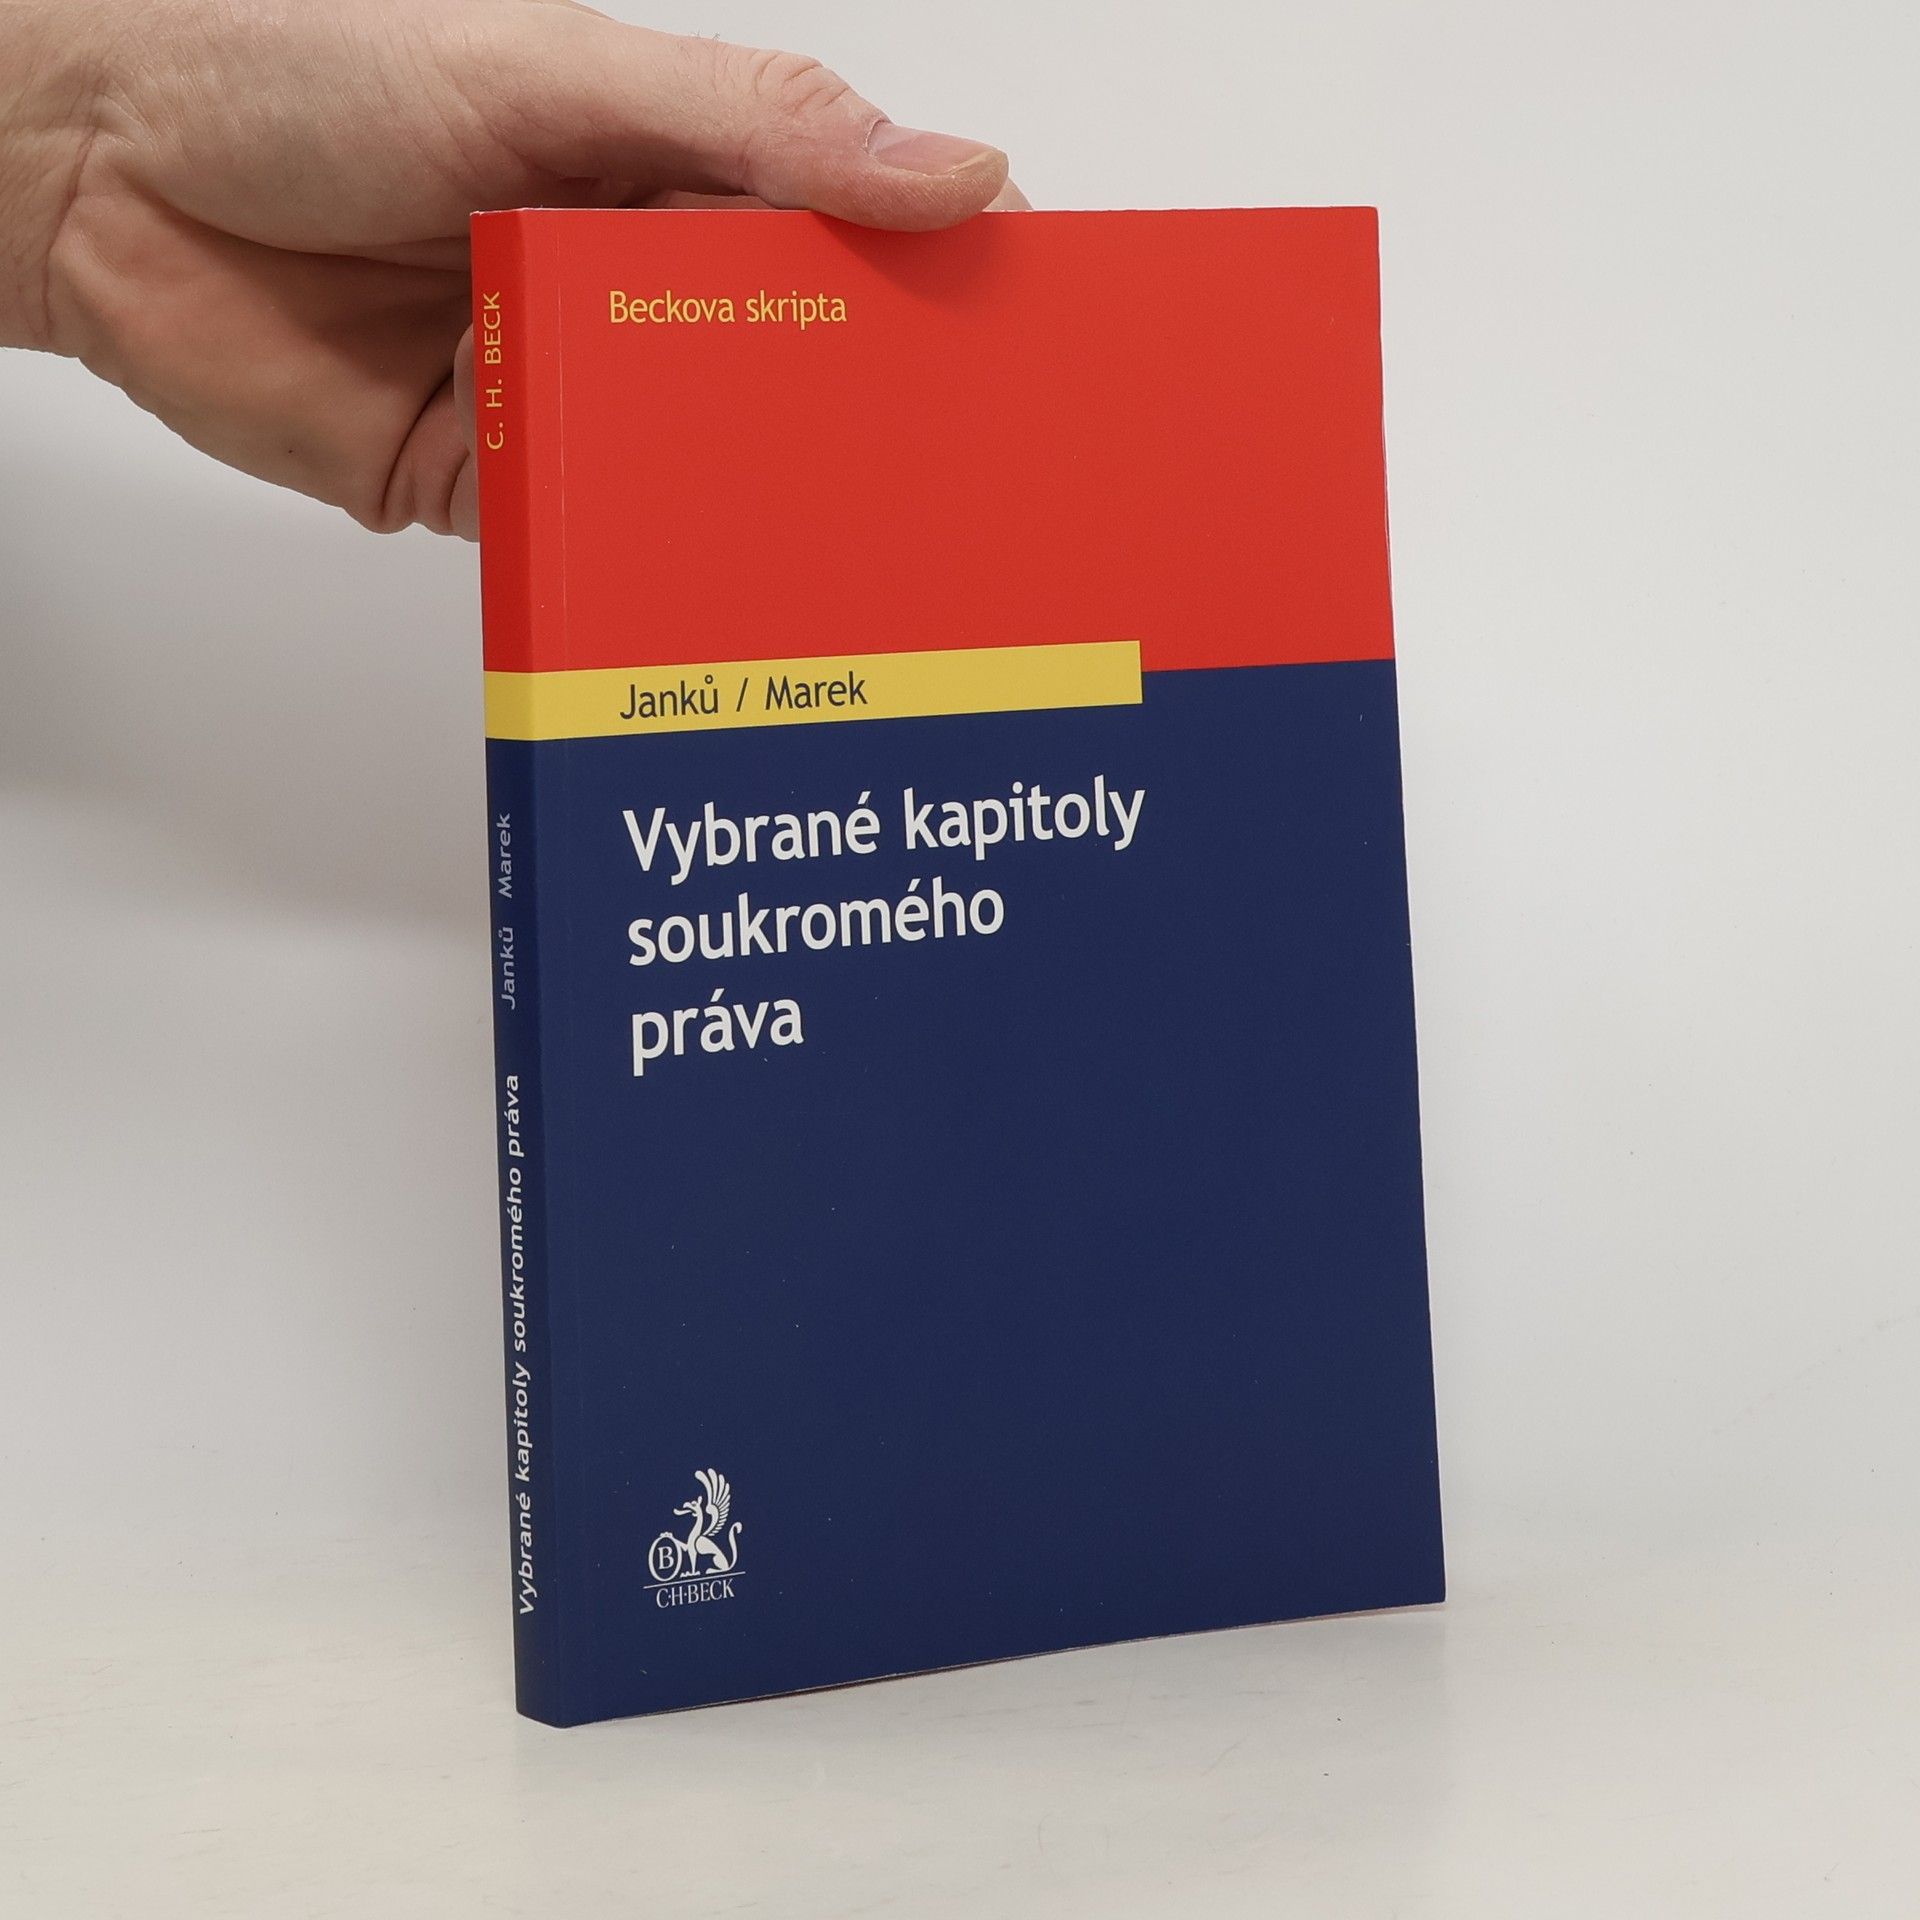 Beckova skripta
Janků / Marek
Vybrané kapitoly
soukromého
práva
B
C·H·BECK
Vybrané kapitoly soukromého práva Janků Marek C. H. BECK